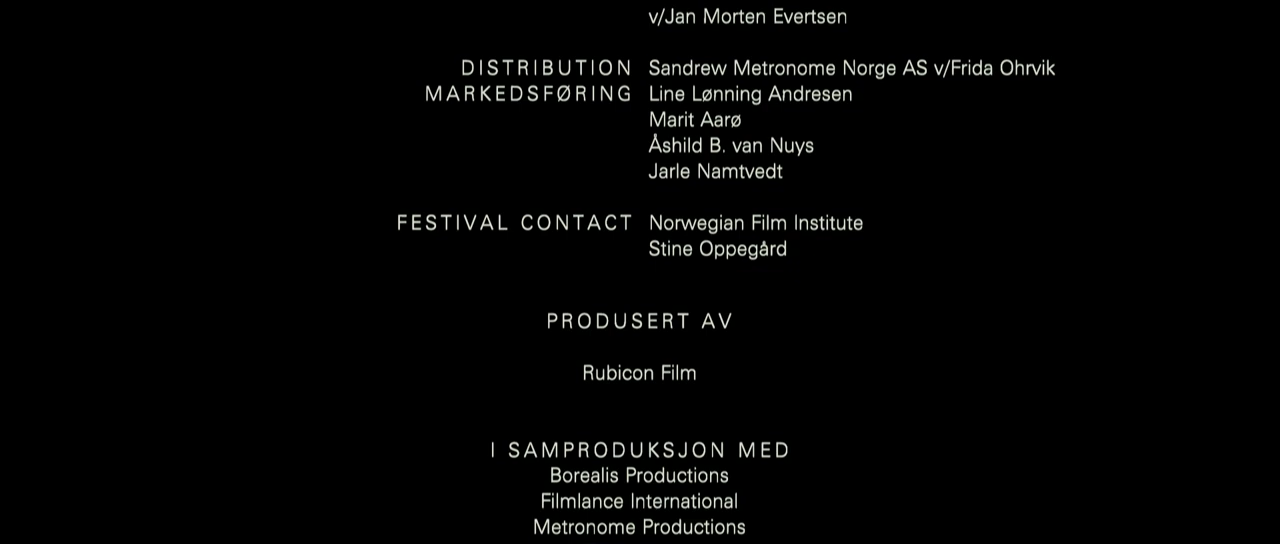 v/Jan Morten Evertsen
DISTRIBUTION Sandrew Metronome Norge AS v/Frida Ohrvik
MARKEDSFØRING Line Lønning Andresen
Marit Aarø
Åshild B. van Nuys
Jarle Namtvedt
FESTIVAL CONTACT Norwegian Film Institute
Stine Oppegård
PRODUSERT AV
Rubicon Film
I SAMPRODUKSJON MED
Borealis Productions
Filmlance International
Metronome Productions